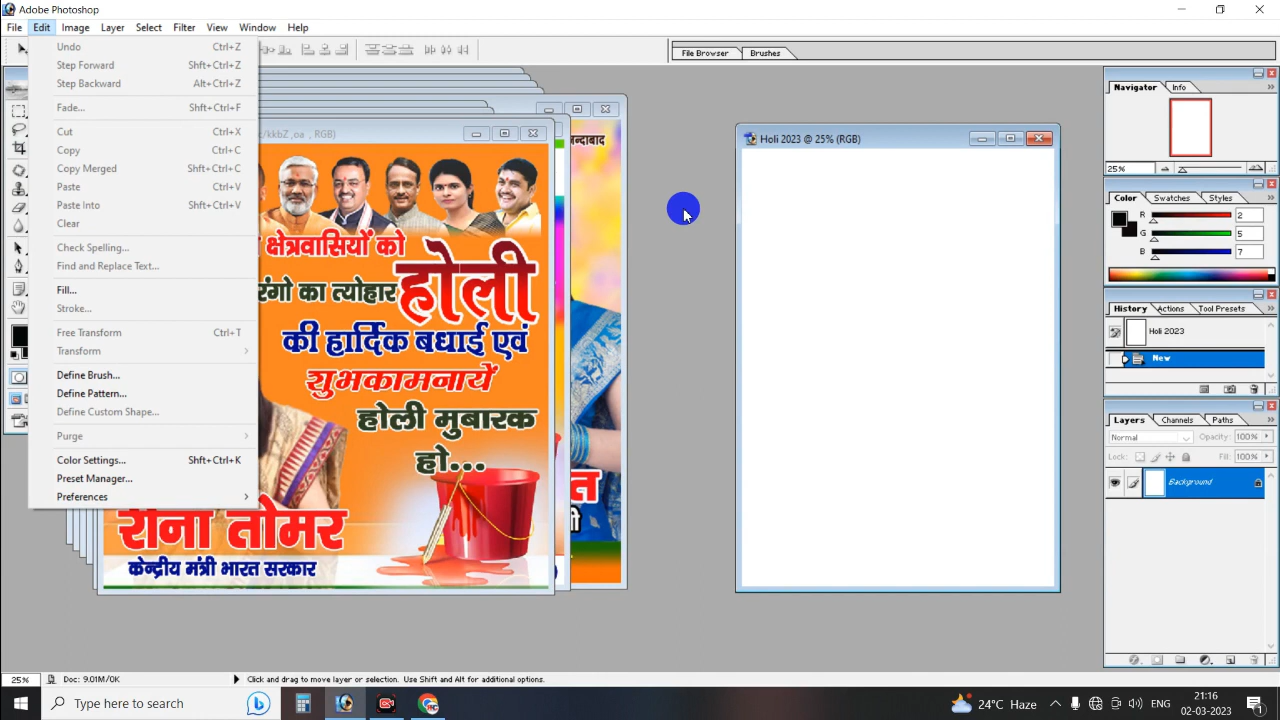 Adobe Photoshop
File Edit Image Layer Select Filter View Window Help
File Browser Brushes
Undo Ctrl+Z
Step Forward Shft+Ctrl+Z
Step Backward Alt+Ctrl+Z
Fade... Shft+Ctrl+F
Cut Ctrl+X
Copy Ctrl+C
Copy Merged Shft+Ctrl+C
Paste Ctrl+V
Paste Into Shft+Ctrl+V
Clear
Check Spelling...
Find and Replace Text...
Fill...
Stroke...
Free Transform Ctrl+T
Transform
Define Brush...
Define Pattern...
Define Custom Shape...
Purge
Color Settings... Shft+Ctrl+K
Preset Manager...
Preferences
, RGB)
क्षेत्रवासियों को
रंगो का त्योहार होली
की हार्दिक बधाई एवं
शुभकामनायें
होली मुबारक
हो...
रीना तोमर
केन्द्रीय मंत्री भारत सरकार
Holi 2023 @ 25% (RGB)
Navigator Info
25%
Color Swatches Styles
R 2
G 5
B 7
History Actions Tool Presets
Holi 2023
New
Layers Channels Paths
Normal Opacity: 100%
Lock: Fill: 100%
Background
25% Doc: 9.01M/0K Click and drag to move layer or selection. Use Shift and Alt for additional options.
Type here to search
24°C Haze
ENG
21:16
02-03-2023
1